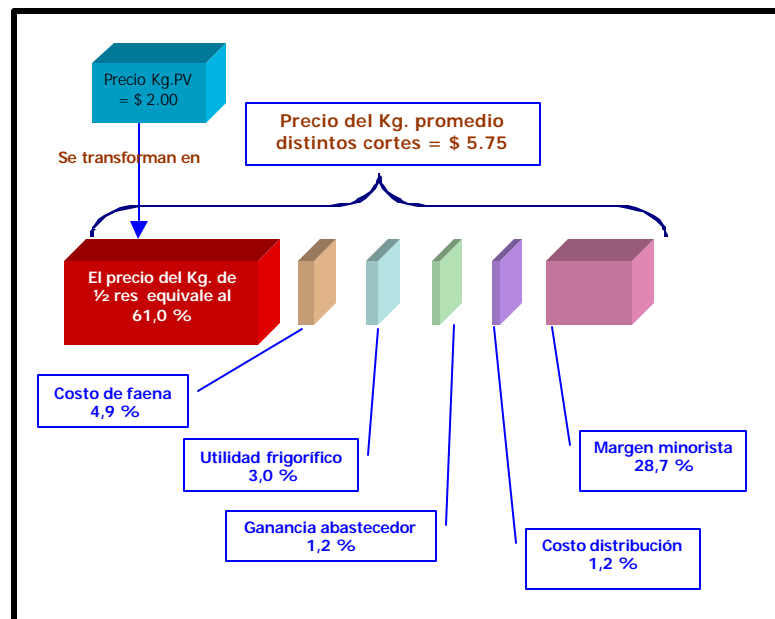 Precio Kg.PV
= $ 2.00
Precio del Kg. promedio
distintos cortes = $ 5.75
Se transforman en
El precio del Kg. de
½ res equivale al
61,0 %
Costo de faena
4,9 %
Utilidad frigorífico
3,0 %
Ganancia abastecedor
1,2 %
Costo distribución
1,2 %
Margen minorista
28,7 %